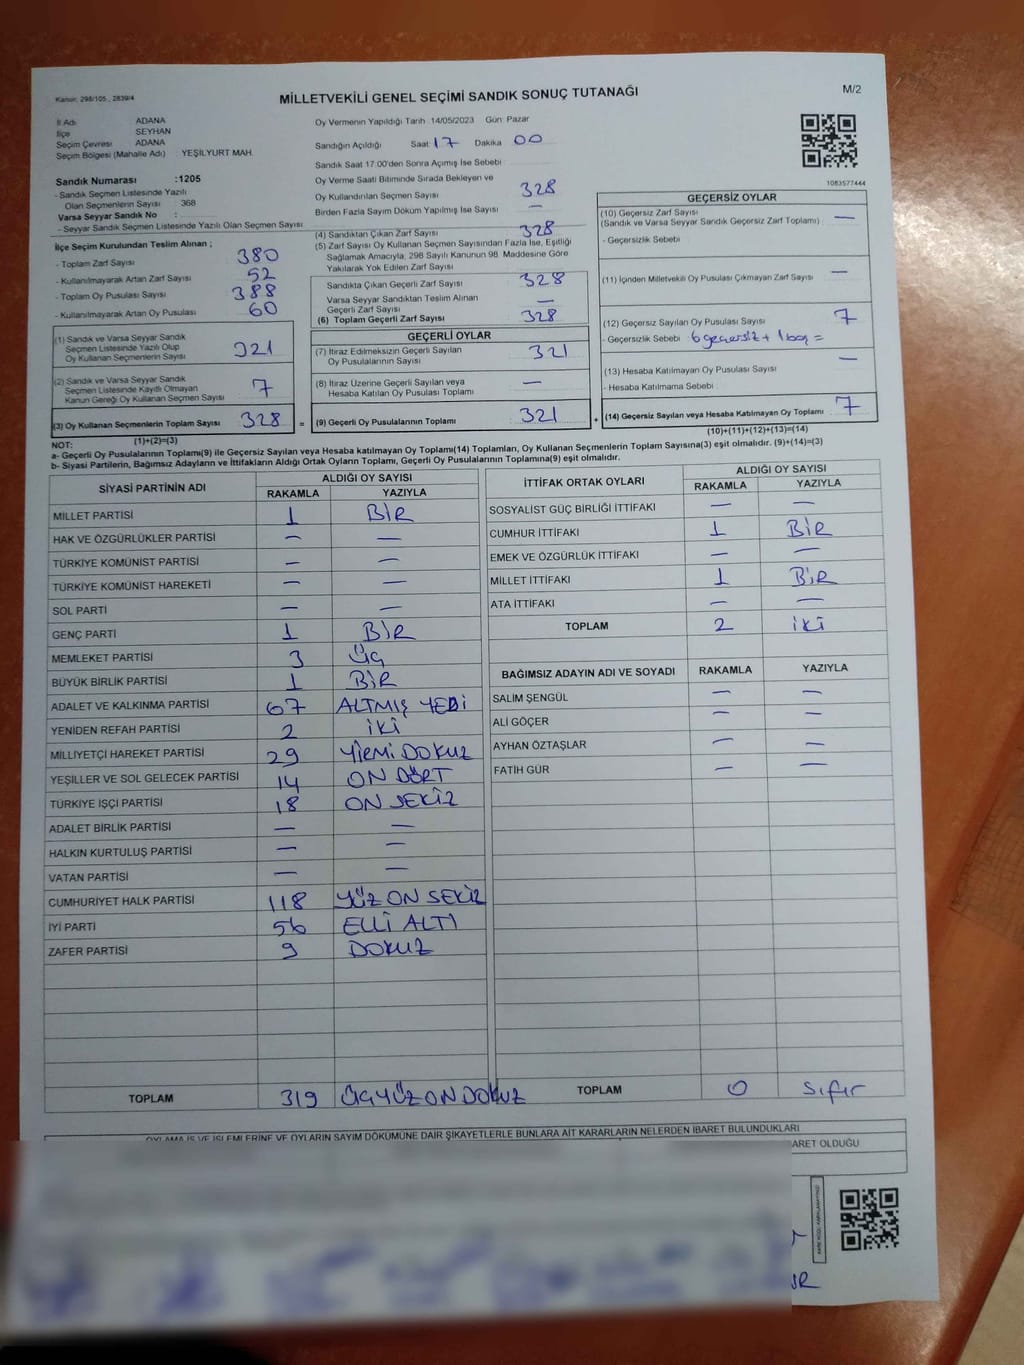 Kanun: 298/105 , 2839/4
MİLLETVEKİLİ GENEL SEÇİMİ SANDIK SONUÇ TUTANAĞI
M/2
İl Adı ADANA
İlçe SEYHAN
Seçim Çevresi ADANA
Seçim Bölgesi (Mahalle Adı) YEŞİLYURT MAH.
Sandık Numarası :1205
- Sandık Seçmen Listesinde Yazılı
Olan Seçmenlerin Sayısı : 368
Varsa Seyyar Sandık No :
- Seyyar Sandık Seçmen Listesinde Yazılı Olan Seçmen Sayısı
Oy Vermenin Yapıldığı Tarih 14/05/2023 Gün Pazar
Sandığın Açıldığı Saat 17 Dakika 00
Sandık Saat 17:00'den Sonra Açımış İse Sebebi
Oy Verme Saati Bitiminde Sırada Bekleyen ve
Oy Kullandırılan Seçmen Sayısı 328
Birden Fazla Sayım Döküm Yapılmış İse Sayısı —
(4) Sandıktan Çıkan Zarf Sayısı 328
(5) Zarf Sayısı Oy Kullanan Seçmen Sayısından Fazla İse, Eşitliği
Sağlamak Amacıyla, 298 Sayılı Kanunun 98. Maddesine Göre
Yakılarak Yok Edilen Zarf Sayısı
1083577444
İlçe Seçim Kurulundan Teslim Alınan ;
- Toplam Zarf Sayısı 380
- Kullanılmayarak Artan Zarf Sayısı 52
- Toplam Oy Pusulası Sayısı 388
- Kullanılmayarak Artan Oy Pusulası 60
Sandıkta Çıkan Geçerli Zarf Sayısı 328
Varsa Seyyar Sandıktan Teslim Alınan
Geçerli Zarf Sayısı —
(6) Toplam Geçerli Zarf Sayısı 328
(1) Sandık ve Varsa Seyyar Sandık
Seçmen Listesinde Yazılı Olup
Oy Kullanan Seçmenlerin Sayısı 321
(2) Sandık ve Varsa Seyyar Sandık
Seçmen Listesinde Kayıtlı Olmayan
Kanun Gereği Oy Kullanan Seçmen Sayısı 7
(3) Oy Kullanan Seçmenlerin Toplam Sayısı 328 =
(1)+(2)=(3)
GEÇERLİ OYLAR
(7) İtiraz Edilmeksizin Geçerli Sayılan
Oy Pusulalarının Sayısı 321
(8) İtiraz Üzerine Geçerli Sayılan veya
Hesaba Katılan Oy Pusulası Toplamı —
(9) Geçerli Oy Pusulalarının Toplamı 321 +
GEÇERSİZ OYLAR
(10) Geçersiz Zarf Sayısı —
(Sandık ve Varsa Seyyar Sandık Geçersiz Zarf Toplamı)
- Geçersizlik Sebebi
(11) İçinden Milletvekili Oy Pusulası Çıkmayan Zarf Sayısı —
(12) Geçersiz Sayılan Oy Pusulası Sayısı 7
- Geçersizlik Sebebi 6 geçersiz + 1 boş =
(13) Hesaba Katılmayan Oy Pusulası Sayısı —
- Hesaba Katılmama Sebebi
(14) Geçersiz Sayılan veya Hesaba Katılmayan Oy Toplamı 7
(10)+(11)+(12)+(13)=(14)
NOT:
a- Geçerli Oy Pusulalarının Toplamı(9) ile Geçersiz Sayılan veya Hesaba katılmayan Oy Toplamı(14) Toplamları, Oy Kullanan Seçmenlerin Toplam Sayısına(3) eşit olmalıdır. (9)+(14)=(3)
b- Siyasi Partilerin, Bağımsız Adayların ve İttifakların Aldığı Ortak Oyların Toplamı, Geçerli Oy Pusulalarının Toplamına(9) eşit olmalıdır.
SİYASİ PARTİNİN ADI ALDIĞI OY SAYISI
RAKAMLA YAZIYLA
MİLLET PARTİSİ 1 BİR
HAK VE ÖZGÜRLÜKLER PARTİSİ — —
TÜRKİYE KOMÜNİST PARTİSİ — —
TÜRKİYE KOMÜNİST HAREKETİ — —
SOL PARTİ — —
GENÇ PARTİ 1 BİR
MEMLEKET PARTİSİ 3 ÜÇ
BÜYÜK BİRLİK PARTİSİ 1 BİR
ADALET VE KALKINMA PARTİSİ 67 ALTMIŞ YEDİ
YENİDEN REFAH PARTİSİ 2 İKİ
MİLLİYETÇİ HAREKET PARTİSİ 29 YİRMİ DOKUZ
YEŞİLLER VE SOL GELECEK PARTİSİ 14 ON DÖRT
TÜRKİYE İŞÇİ PARTİSİ 18 ON SEKİZ
ADALET BİRLİK PARTİSİ — —
HALKIN KURTULUŞ PARTİSİ — —
VATAN PARTİSİ — —
CUMHURİYET HALK PARTİSİ 118 YÜZ ON SEKİZ
İYİ PARTİ 56 ELLİ ALTI
ZAFER PARTİSİ 9 DOKUZ
TOPLAM 319 ÜÇYÜZ ON DOKUZ
İTTİFAK ORTAK OYLARI ALDIĞI OY SAYISI
RAKAMLA YAZIYLA
SOSYALİST GÜÇ BİRLİĞİ İTTİFAKI — —
CUMHUR İTTİFAKI 1 BİR
EMEK VE ÖZGÜRLÜK İTTİFAKI — —
MİLLET İTTİFAKI 1 BİR
ATA İTTİFAKI — —
TOPLAM 2 İKİ
BAĞIMSIZ ADAYIN ADI VE SOYADI RAKAMLA YAZIYLA
SALİM ŞENGÜL — —
ALİ GÖÇER — —
AYHAN ÖZTAŞLAR — —
FATİH GÜR — —
TOPLAM 0 Sıfır
OYLAMA İŞ VE İŞLEMLERİNE VE OYLARIN SAYIM DÖKÜMÜNE DAİR ŞİKAYETLERLE BUNLARA AİT KARARLARIN NELERDEN İBARET BULUNDUKLARI
ARET OLDUĞU